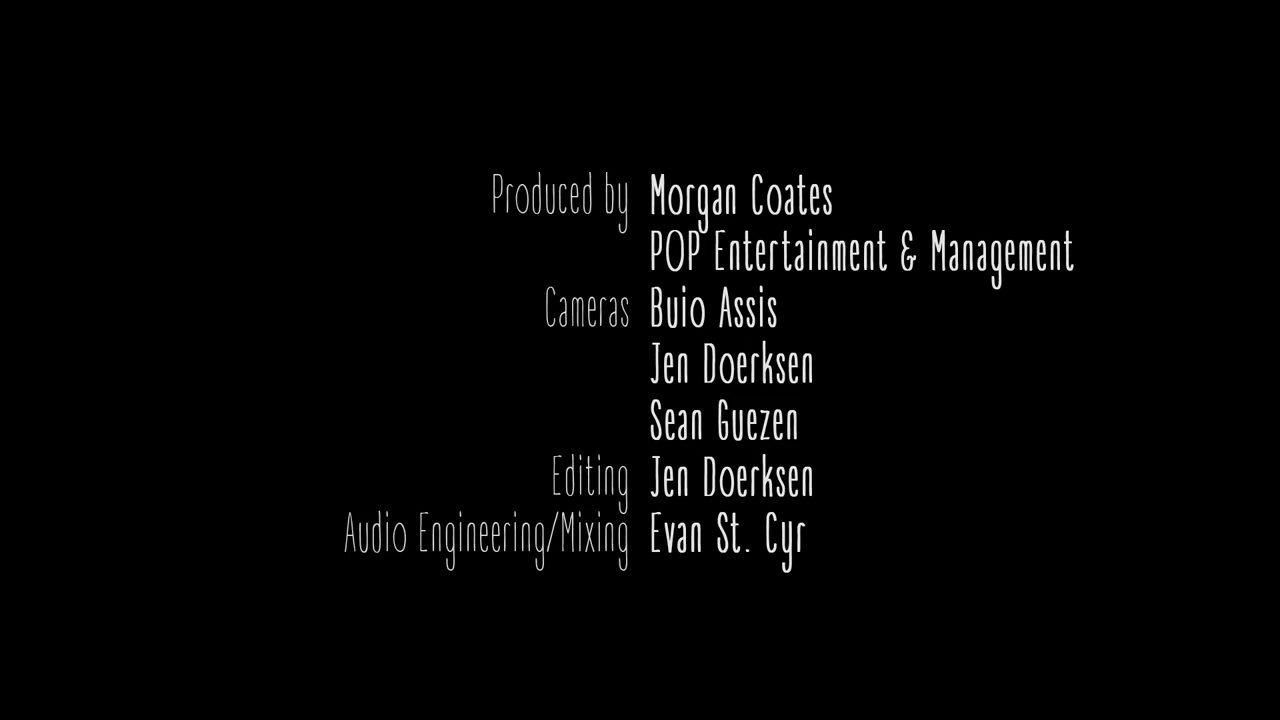 Produced by Morgan Coates
POP Entertainment & Management
Cameras Buio Assis
Jen Doerksen
Sean Guezen
Editing Jen Doerksen
Audio Engineering/Mixing Evan St. Cyr